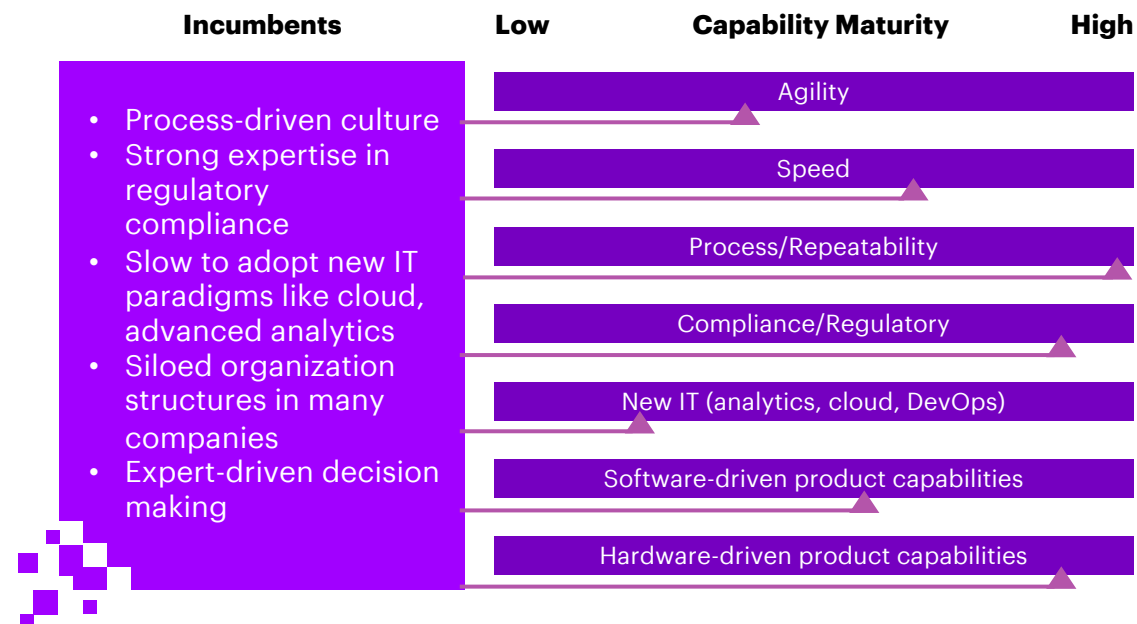 Incumbents
Low
Capability Maturity
High
• Process-driven culture
• Strong expertise in
regulatory
compliance
• Slow to adopt new IT
paradigms like cloud,
advanced analytics
• Siloed organization
structures in many
companies
• Expert-driven decision
making
Agility
Speed
Process/Repeatability
Compliance/Regulatory
New IT (analytics, cloud, DevOps)
Software-driven product capabilities
Hardware-driven product capabilities